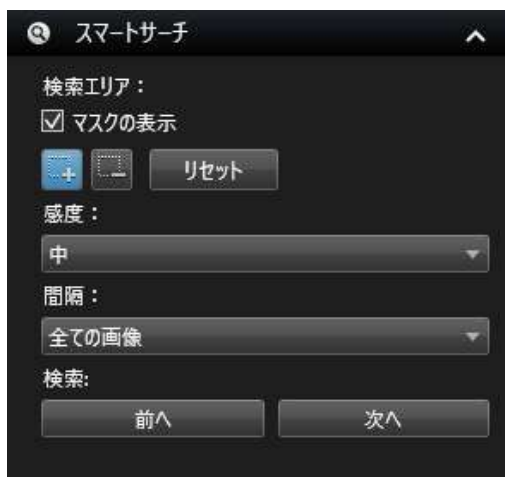 スマートサーチ
検索エリア：
マスクの表示
リセット
感度：
中
間隔：
全ての画像
検索:
前へ 次へ